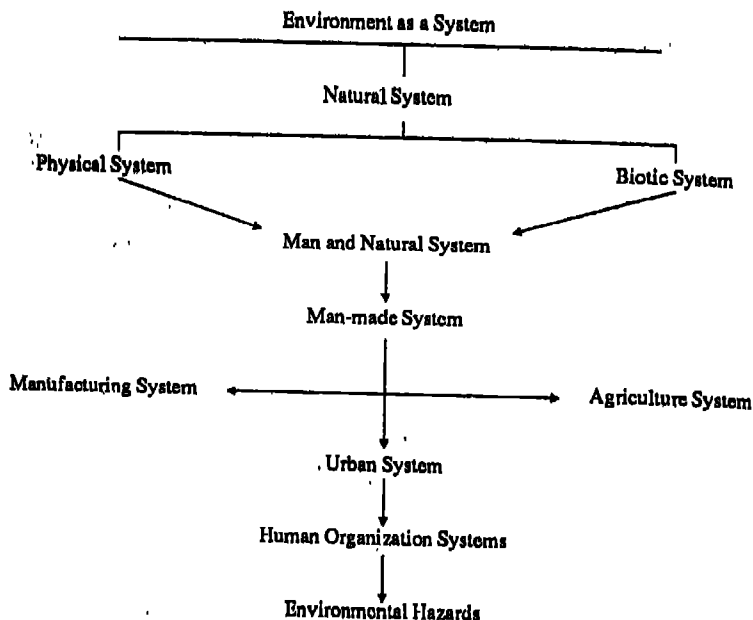 Environment as a System
Natural System
Physical System
Biotic System
Man and Natural System
Man-made System
Manufacturing System
Agriculture System
Urban System
Human Organization Systems
Environmental Hazards